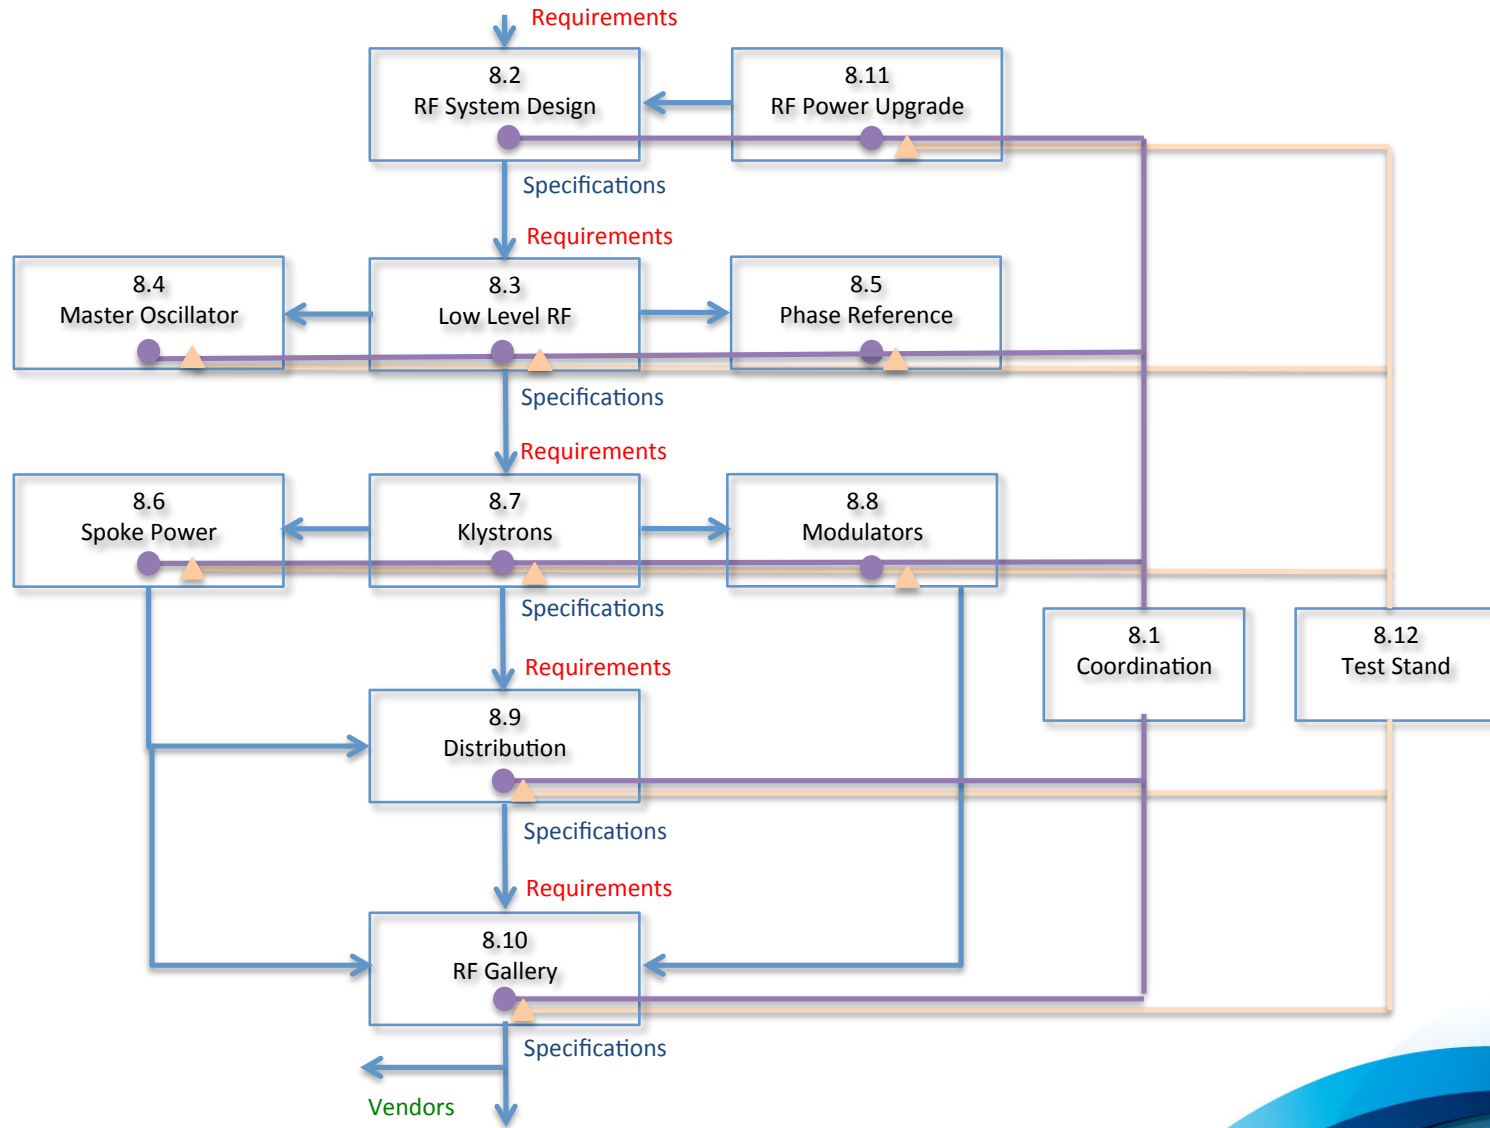 Requirements
8.2
RF System Design
8.11
RF Power Upgrade
Specifications
Requirements
8.4
Master Oscillator
8.3
Low Level RF
8.5
Phase Reference
Specifications
Requirements
8.6
Spoke Power
8.7
Klystrons
8.8
Modulators
Specifications
8.1
Coordination
8.12
Test Stand
Requirements
8.9
Distribution
Specifications
Requirements
8.10
RF Gallery
Specifications
Vendors